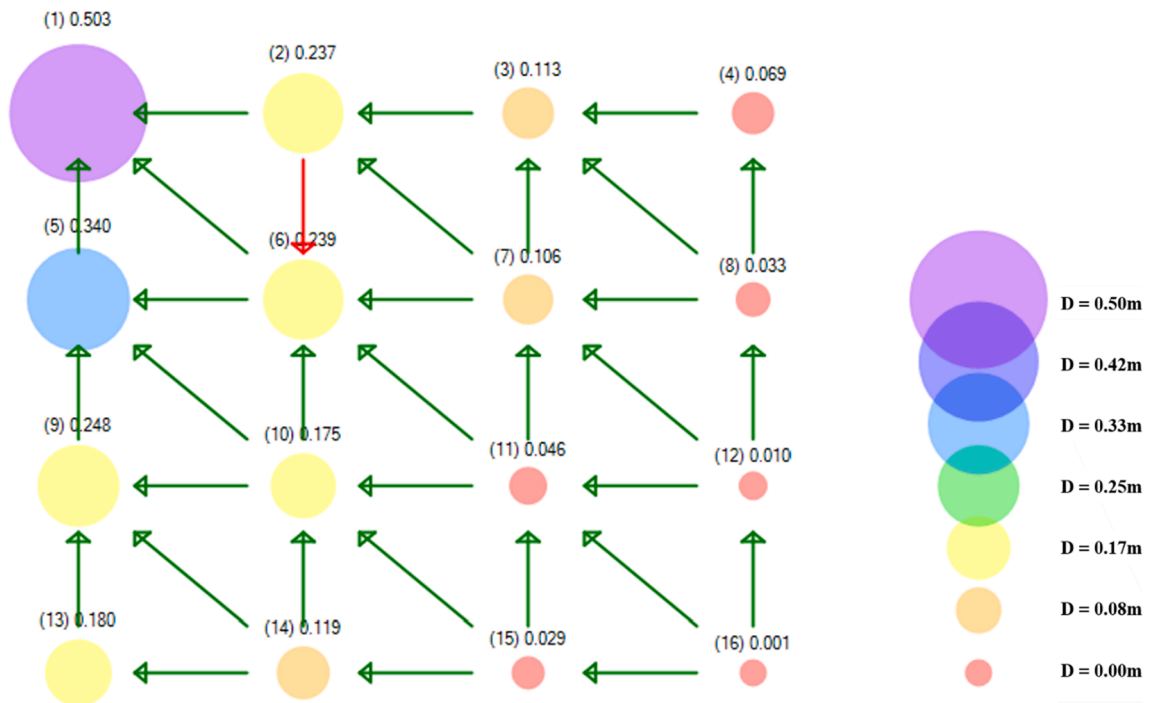 (1) 0.503
(2) 0.237
(3) 0.113
(4) 0.069
(5) 0.340
(6) 0.239
(7) 0.106
(8) 0.033
(9) 0.248
(10) 0.175
(11) 0.046
(12) 0.010
(13) 0.180
(14) 0.119
(15) 0.029
(16) 0.001
D = 0.50m
D = 0.42m
D = 0.33m
D = 0.25m
D = 0.17m
D = 0.08m
D = 0.00m